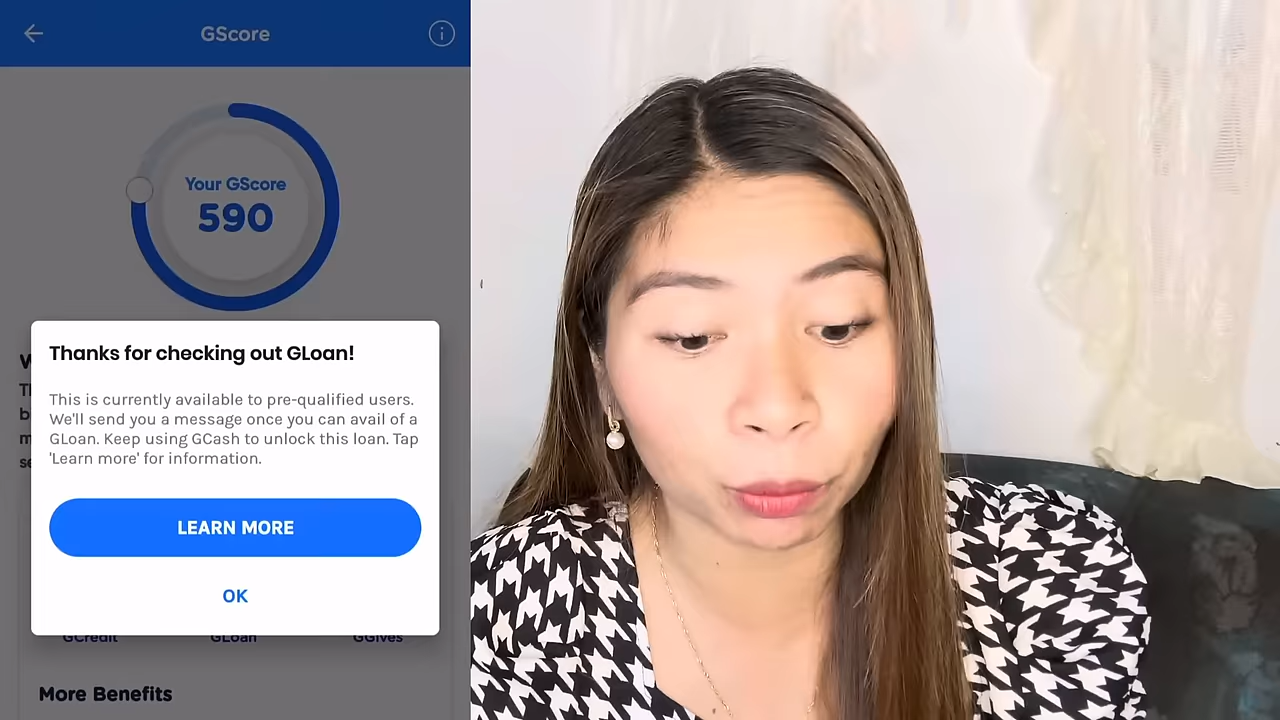 GScore
Your GScore
590
Thanks for checking out GLoan!
This is currently available to pre-qualified users.
We'll send you a message once you can avail of a
GLoan. Keep using GCash to unlock this loan. Tap
'Learn more' for information.
LEARN MORE
OK
GCredit GLoan GGives
More Benefits